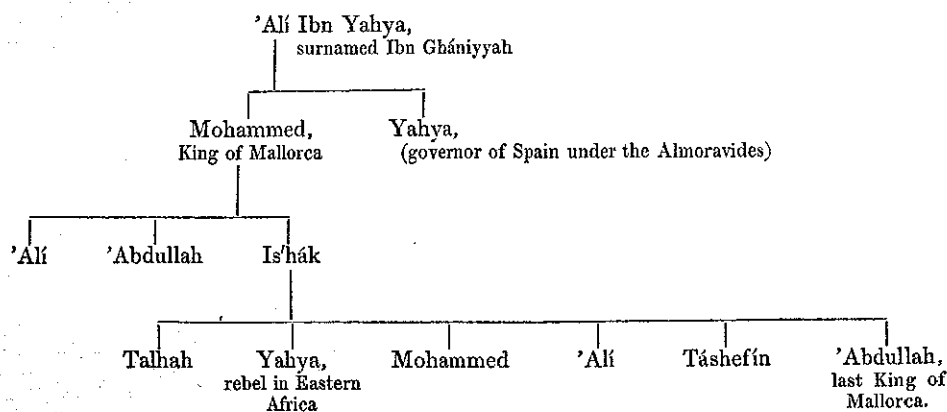 ’Alí Ibn Yahya,
surnamed Ibn Ghániyyah
Mohammed, Yahya,
King of Mallorca (governor of Spain under the Almoravides)
’Alí ’Abdullah Is’hák
Talhah Yahya, Mohammed ’Alí Táshefín ’Abdullah,
rebel in Eastern last King of
Africa Mallorca.